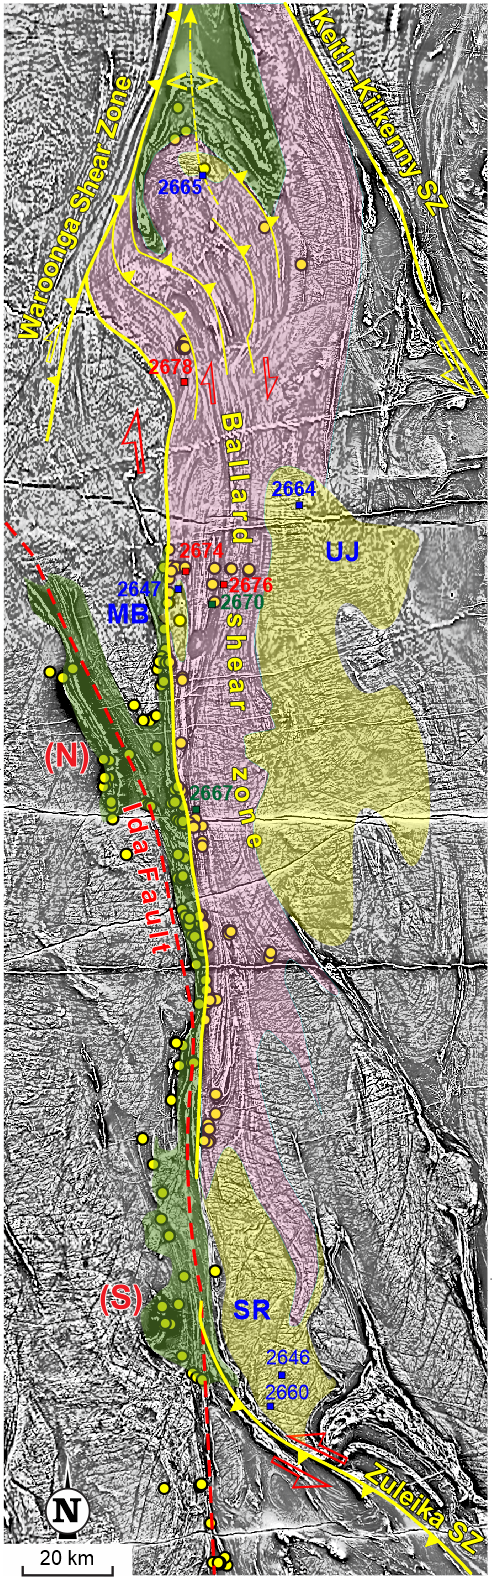 Keith–Kilkenny SZ
Waroonga Shear Zone
2665
2678
Ballard shear zone
2664
UJ
2674
2676
2647
2670
MB
(N)
2667
Ida Fault
(S)
SR
2646
2660
Zuleika SZ
N
20 km